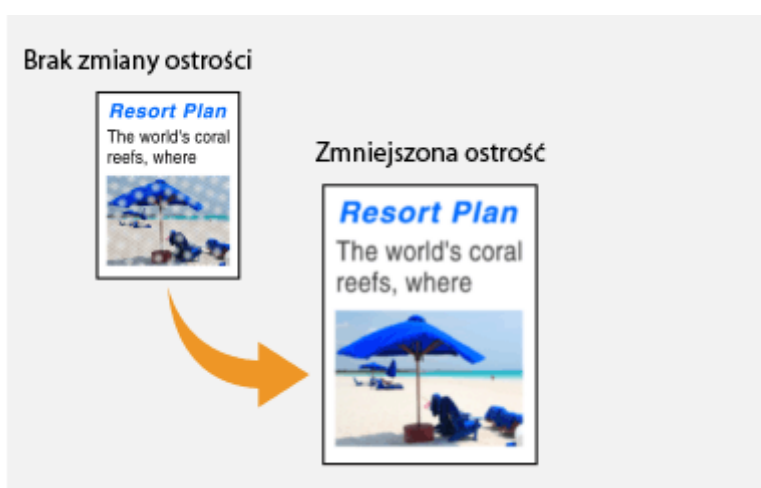 Brak zmiany ostrości
Resort Plan
The world's coral
reefs, where
Zmniejszona ostrość
Resort Plan
The world's coral
reefs, where